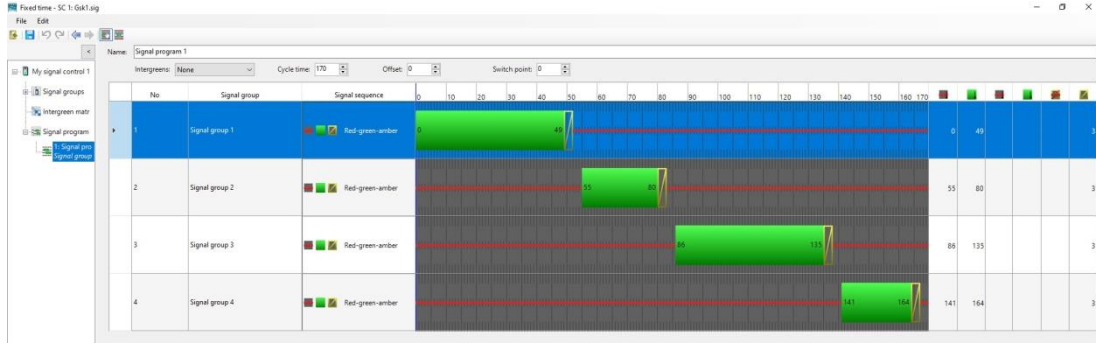 Fixed time - SC 1: Gsk1.sig
File Edit
Name: Signal program 1
My signal control 1
Signal groups
Intergreen matr
Signal program
1: Signal pro
Signal group
Intergreens: None Cycle time: 170 Offset: 0 Switch point: 0
No Signal group Signal sequence 0 10 20 30 40 50 60 70 80 90 100 110 120 130 140 150 160 170
1 Signal group 1 Red-green-amber 0 49 0 49 3
2 Signal group 2 Red-green-amber 55 80 55 80 3
3 Signal group 3 Red-green-amber 86 135 86 135 3
4 Signal group 4 Red-green-amber 141 164 141 164 3